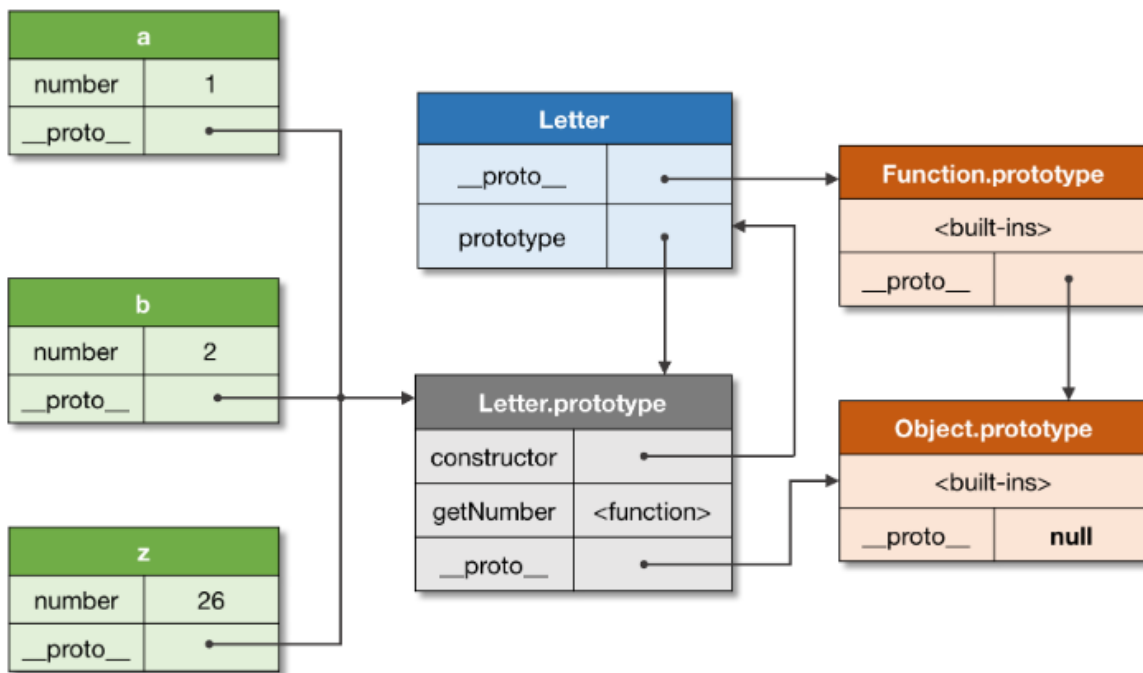 a
number 1
__proto__
b
number 2
__proto__
z
number 26
__proto__
Letter
__proto__
prototype
Letter.prototype
constructor
getNumber <function>
__proto__
Function.prototype
<built-ins>
__proto__
Object.prototype
<built-ins>
__proto__ null